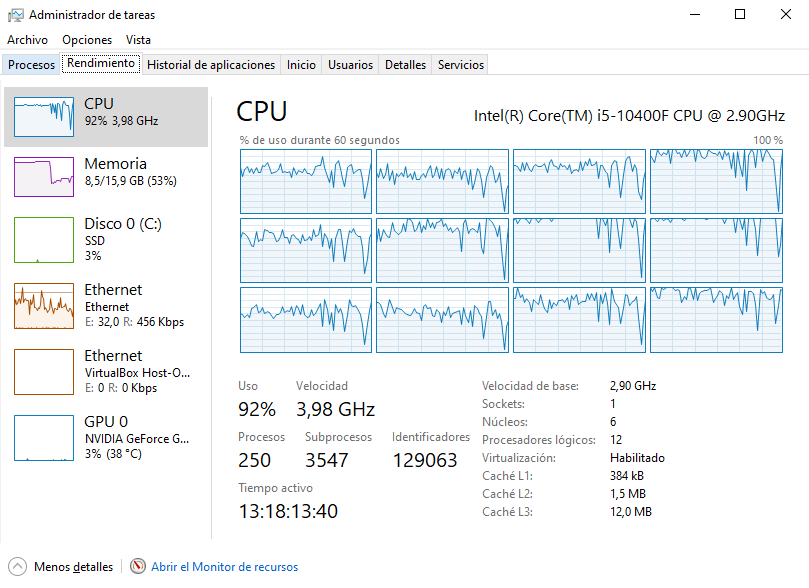 Administrador de tareas
Archivo Opciones Vista
Procesos Rendimiento Historial de aplicaciones Inicio Usuarios Detalles Servicios
CPU
92% 3,98 GHz
Memoria
8,5/15,9 GB (53%)
Disco 0 (C:)
SSD
3%
Ethernet
Ethernet
E: 32,0 R: 456 Kbps
Ethernet
VirtualBox Host-O...
E: 0 R: 0 Kbps
GPU 0
NVIDIA GeForce G...
3% (38 °C)
CPU
Intel(R) Core(TM) i5-10400F CPU @ 2.90GHz
% de uso durante 60 segundos 100 %
Uso Velocidad
92% 3,98 GHz
Procesos Subprocesos Identificadores
250 3547 129063
Tiempo activo
13:18:13:40
Velocidad de base: 2,90 GHz
Sockets: 1
Núcleos: 6
Procesadores lógicos: 12
Virtualización: Habilitado
Caché L1: 384 kB
Caché L2: 1,5 MB
Caché L3: 12,0 MB
Menos detalles Abrir el Monitor de recursos